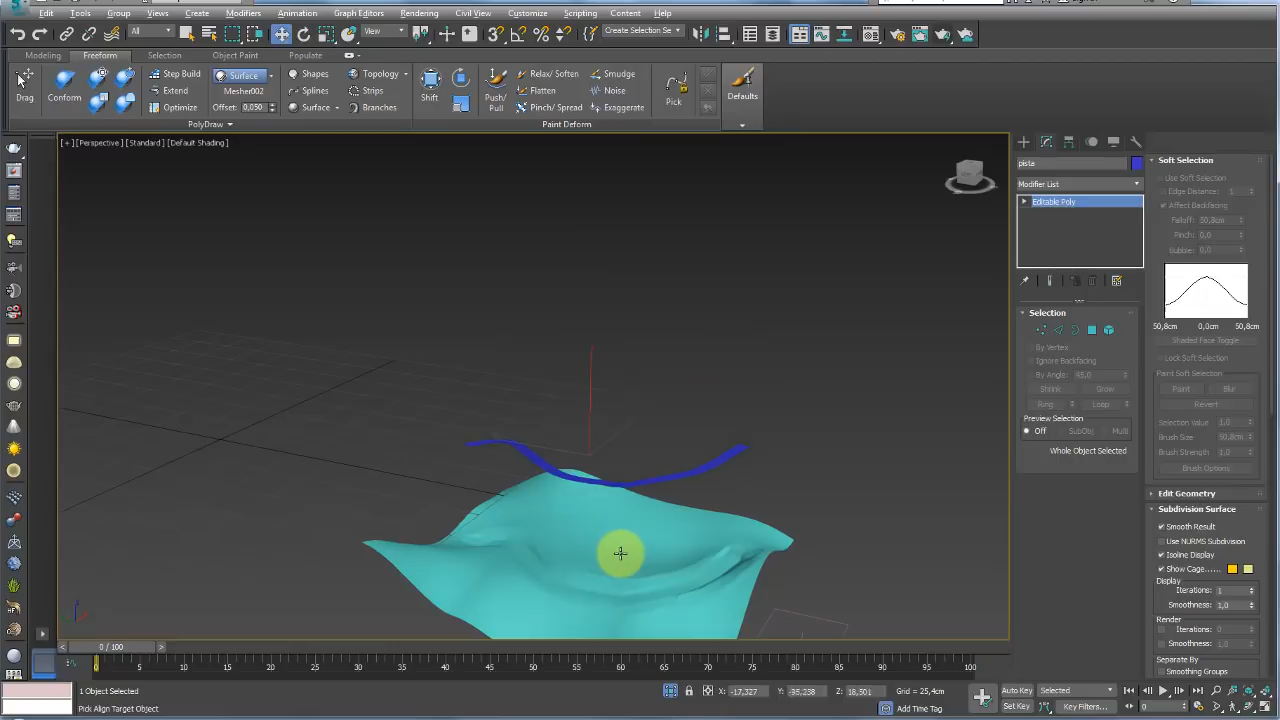 Edit Tools Group Views Create Modifiers Animation Graph Editors Rendering Civil View Customize Scripting Content Help
All View Create Selection Se
Modeling Freeform Selection Object Paint Populate
Drag Conform Step Build Extend Optimize Surface Mesher002 Offset: 0,050 Shapes Splines Surface Topology Strips Branches Shift Push/ Pull Relax/ Soften Flatten Pinch/ Spread Smudge Noise Exaggerate Pick Defaults
PolyDraw Paint Deform
[+] [Perspective] [Standard] [Default Shading]
pista
Modifier List
Editable Poly
Selection
By Vertex
Ignore Backfacing
By Angle: 45,0
Shrink Grow
Ring Loop
Preview Selection
Off SubObj Multi
Whole Object Selected
Soft Selection
Use Soft Selection
Edge Distance: 1
Affect Backfacing
Falloff: 50,8cm
Pinch: 0,0
Bubble: 0,0
50,8cm 0,0cm 50,8cm
Shaded Face Toggle
Lock Soft Selection
Paint Soft Selection
Paint Blur
Revert
Selection Value 1,0
Brush Size 50,8cm
Brush Strength 1,0
Brush Options
Edit Geometry
Subdivision Surface
Smooth Result
Use NURMS Subdivision
Isoline Display
Show Cage......
Display
Iterations: 1
Smoothness: 1,0
Render
Iterations: 0
Smoothness: 1,0
Separate By
Smoothing Groups
0 / 100
0 5 10 15 20 25 30 35 40 45 50 55 60 65 70 75 80 85 90 95 100
1 Object Selected X: -17,327 Y: -35,238 Z: 18,501 Grid = 25,4cm Auto Key Selected
Pick Align Target Object Add Time Tag Set Key Key Filters... 0